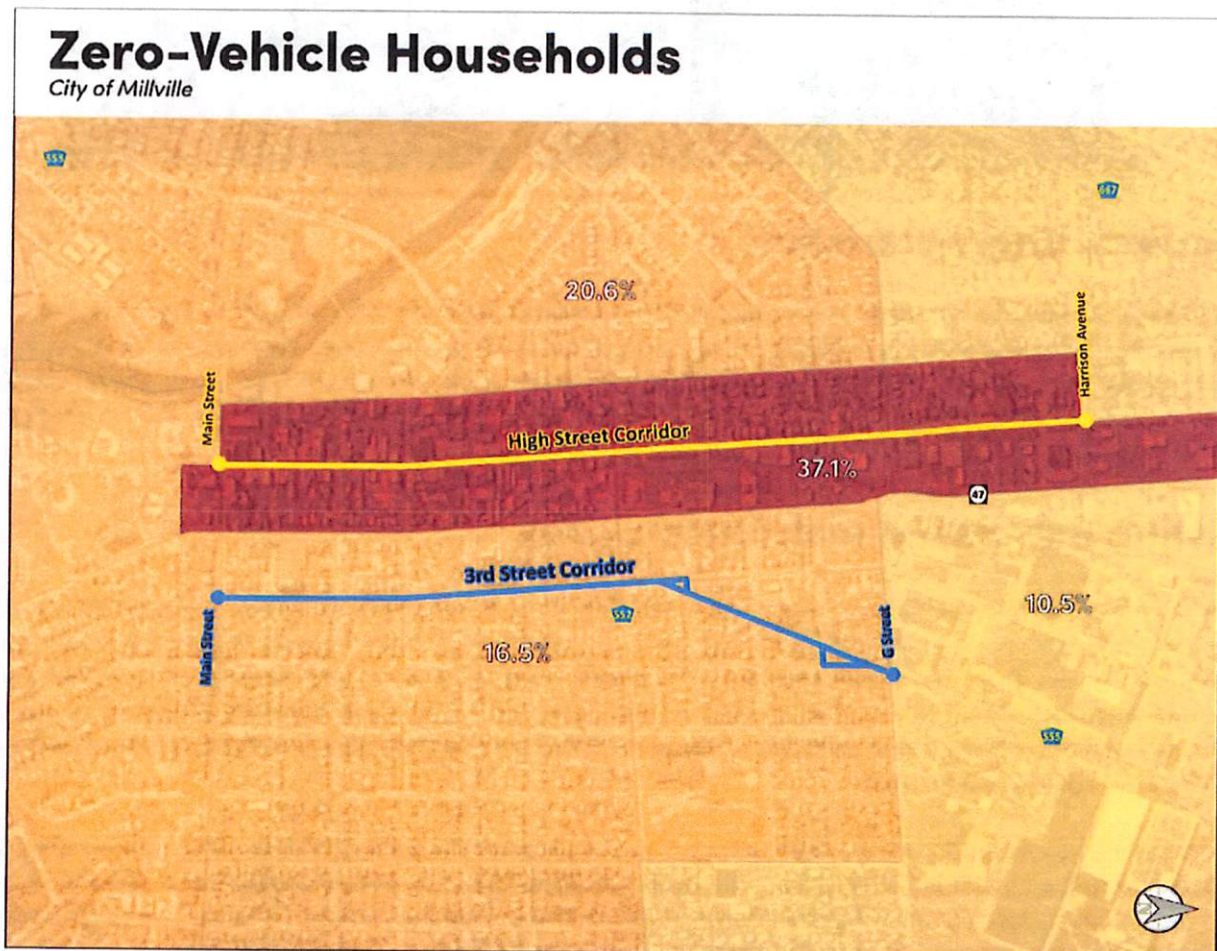 Zero-Vehicle Households
City of Millville
555
667
20.6%
Harrison Avenue
Main Street
High Street Corridor
37.1%
47
3rd Street Corridor
557
10.5%
Main Street
16.5%
G Street
555